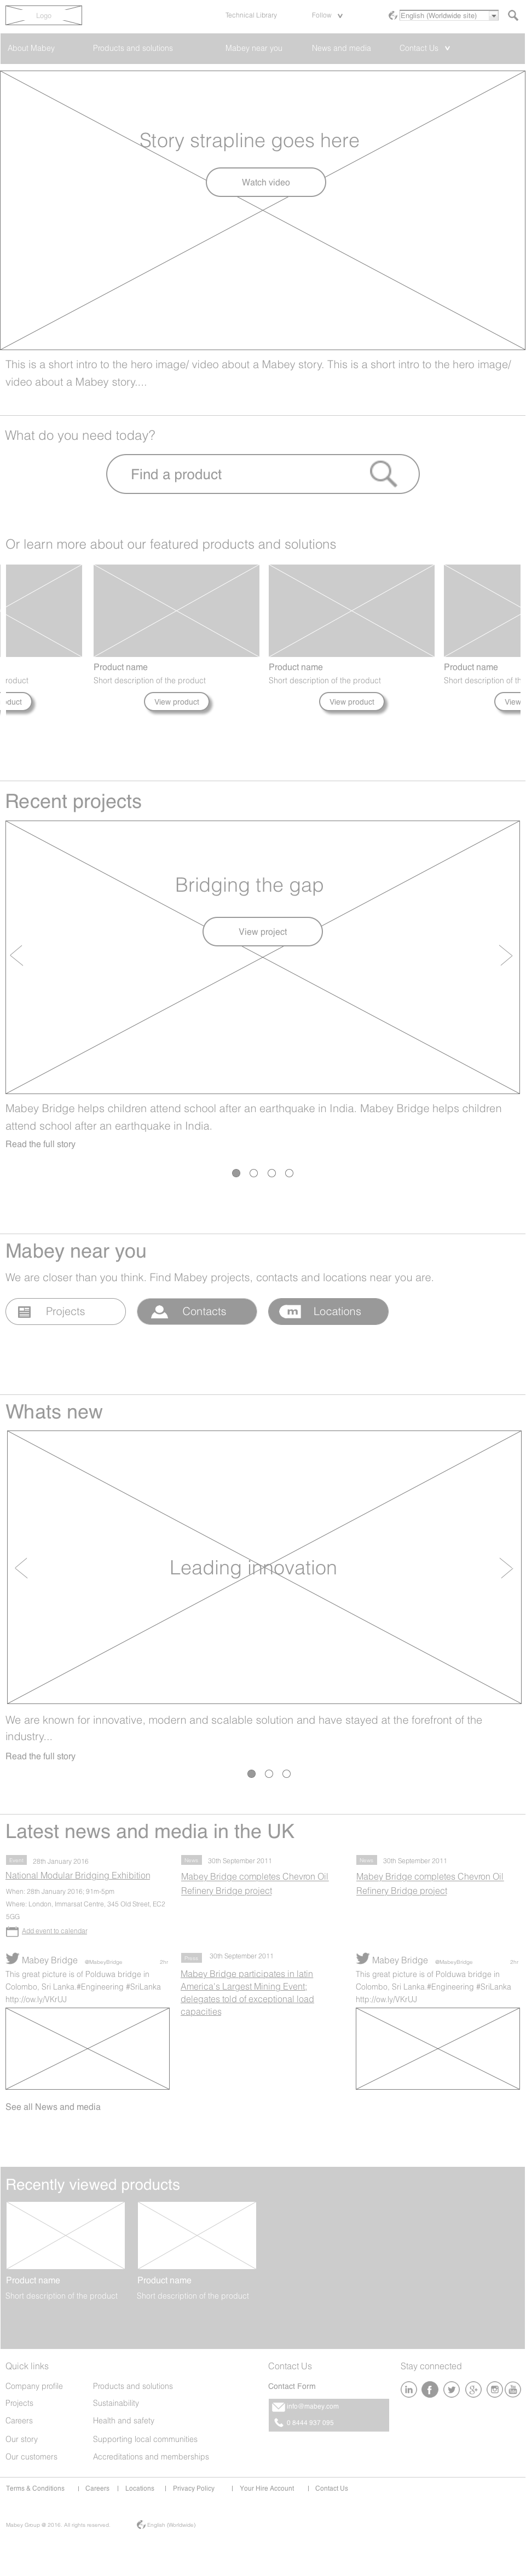 Logo
Technical Library
Follow
English (Worldwide site)
About Mabey
Products and solutions
Mabey near you
News and media
Contact Us
Story strapline goes here
Watch video
This is a short intro to the hero image/ video about a Mabey story. This is a short intro to the hero image/
video about a Mabey story....
What do you need today?
Find a product
Or learn more about our featured products and solutions
Product name
Product name
Product name
roduct
Short description of the product
Short description of the product
Short description of th
oduct
View product
View product
View
Recent projects
Bridging the gap
View project
Mabey Bridge helps children attend school after an earthquake in India. Mabey Bridge helps children
attend school after an earthquake in India.
Read the full story
Mabey near you
We are closer than you think. Find Mabey projects, contacts and locations near you are.
Projects
Contacts
m
Locations
Whats new
Leading innovation
We are known for innovative, modern and scalable solution and have stayed at the forefront of the
industry...
Read the full story
Latest news and media in the UK
Event
28th January 2016
National Modular Bridging Exhibition
When: 28th January 2016, 91m-5pm
Where: London, Immarsat Centre, 345 Old Street, EC2
5GG
Add event to calendar
News
30th September 2011
Mabey Bridge completes Chevron Oil
Refinery Bridge project
News
30th September 2011
Mabey Bridge completes Chevron Oil
Refinery Bridge project
Mabey Bridge @MabeyBridge 2hr
This great picture is of Polduwa bridge in
Colombo, Sri Lanka.#Engineering #SriLanka
http://ow.ly/VKrUJ
30th September 2011
Mabey Bridge participates in latin
America's Largest Mining Event;
delegates told of exceptional load
capacities
Mabey Bridge @MabeyBridge 2hr
This great picture is of Polduwa bridge in
Colombo, Sri Lanka.#Engineering #SriLanka
http://ow.ly/VKrUJ
See all News and media
Recently viewed products
Product name
Product name
Short description of the product
Short description of the product
Quick links
Company profile
Projects
Careers
Our story
Our customers
Products and solutions
Sustainability
Health and safety
Supporting local communities
Accreditations and memberships
Contact Us
Contact Form
info@mabey.com
0 8444 937 095
Stay connected
in
f
g+
You
Terms & Conditions | Careers | Locations | Privacy Policy | Your Hire Account | Contact Us
Mabey Group @ 2016. All rights reserved.
English (Worldwide)